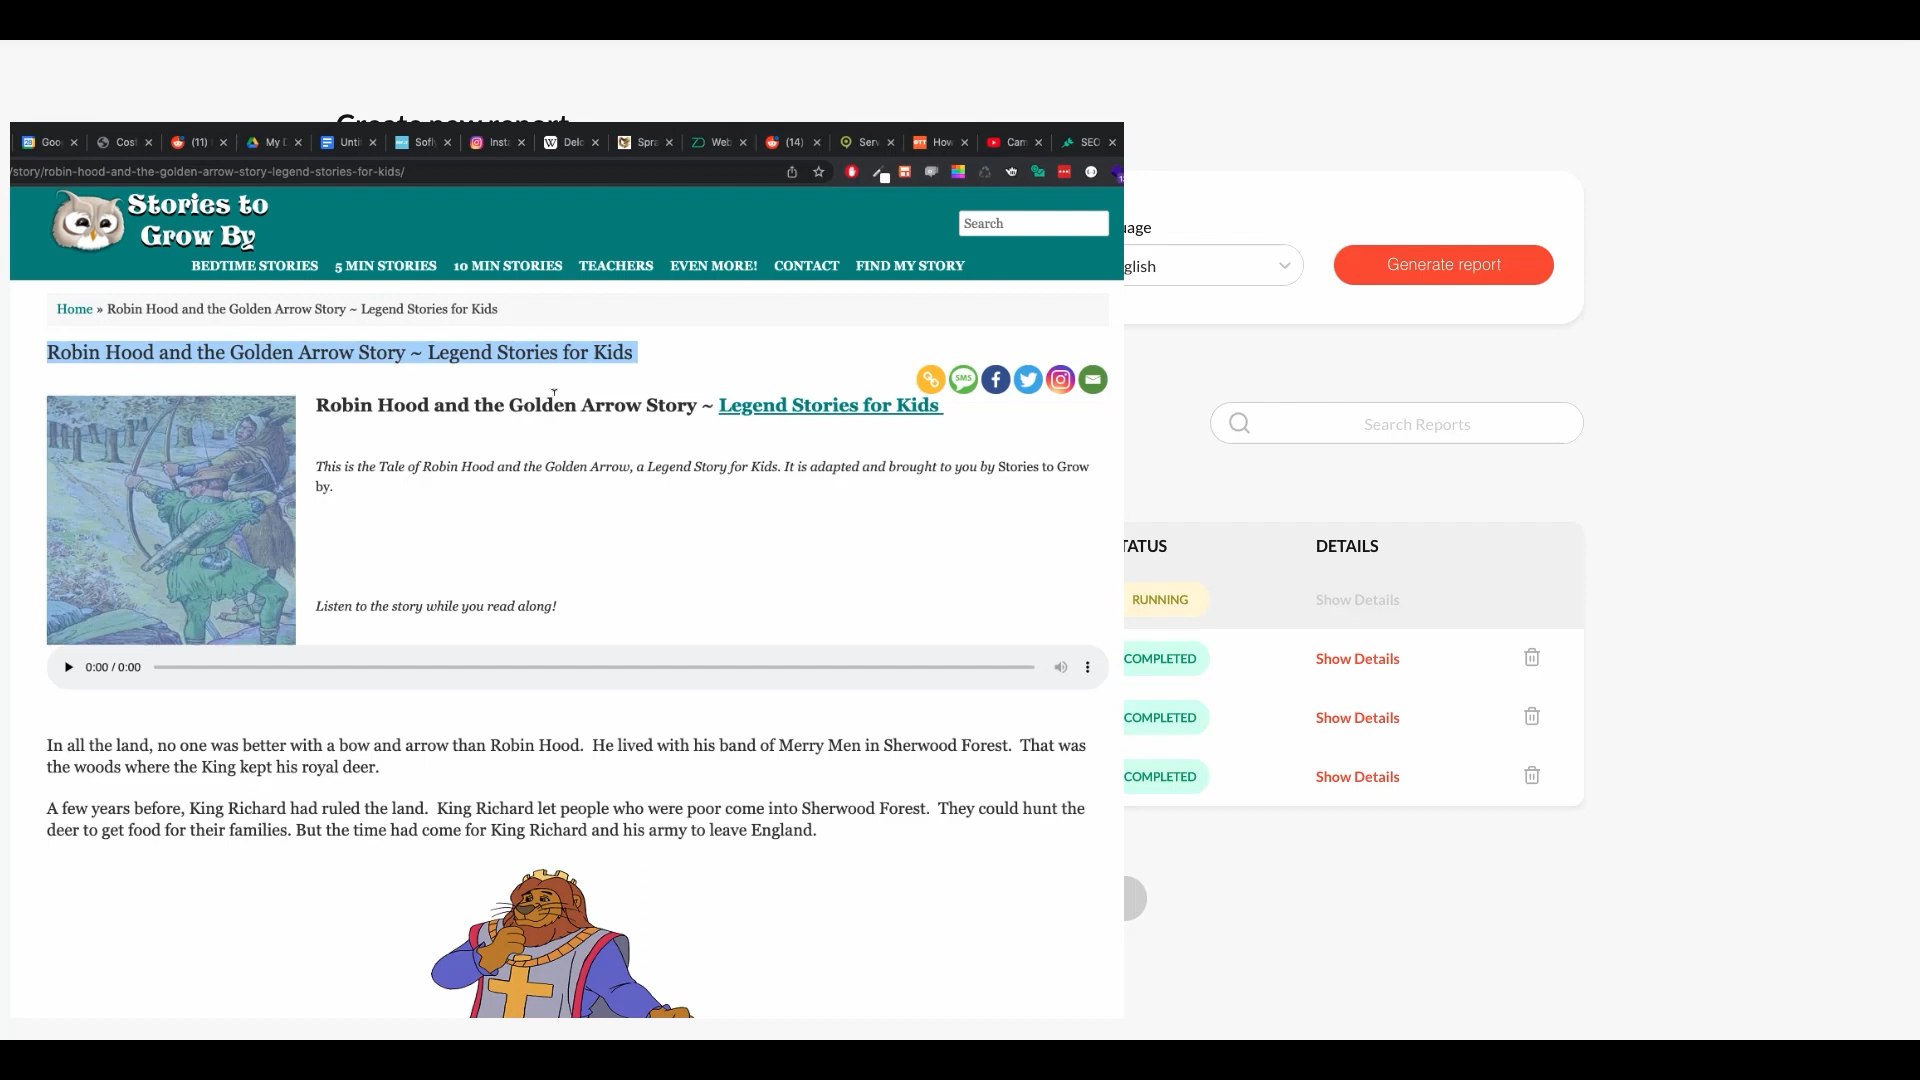 Create new report
Goo
Cost
(11)
My D
Untit
Softy
Insta
Delo
Spra
Web
(14)
Serv
How
Cam
SEO
/story/robin-hood-and-the-golden-arrow-story-legend-stories-for-kids/
Stories to
Grow By
Search
BEDTIME STORIES 5 MIN STORIES 10 MIN STORIES TEACHERS EVEN MORE! CONTACT FIND MY STORY
Home » Robin Hood and the Golden Arrow Story ~ Legend Stories for Kids
Robin Hood and the Golden Arrow Story ~ Legend Stories for Kids
SMS
Robin Hood and the Golden Arrow Story ~ Legend Stories for Kids
This is the Tale of Robin Hood and the Golden Arrow, a Legend Story for Kids. It is adapted and brought to you by Stories to Grow
by.
Listen to the story while you read along!
0:00 / 0:00
In all the land, no one was better with a bow and arrow than Robin Hood. He lived with his band of Merry Men in Sherwood Forest. That was
the woods where the King kept his royal deer.
A few years before, King Richard had ruled the land. King Richard let people who were poor come into Sherwood Forest. They could hunt the
deer to get food for their families. But the time had come for King Richard and his army to leave England.
uage
glish
Generate report
Search Reports
TATUS DETAILS
RUNNING Show Details
COMPLETED Show Details
COMPLETED Show Details
COMPLETED Show Details